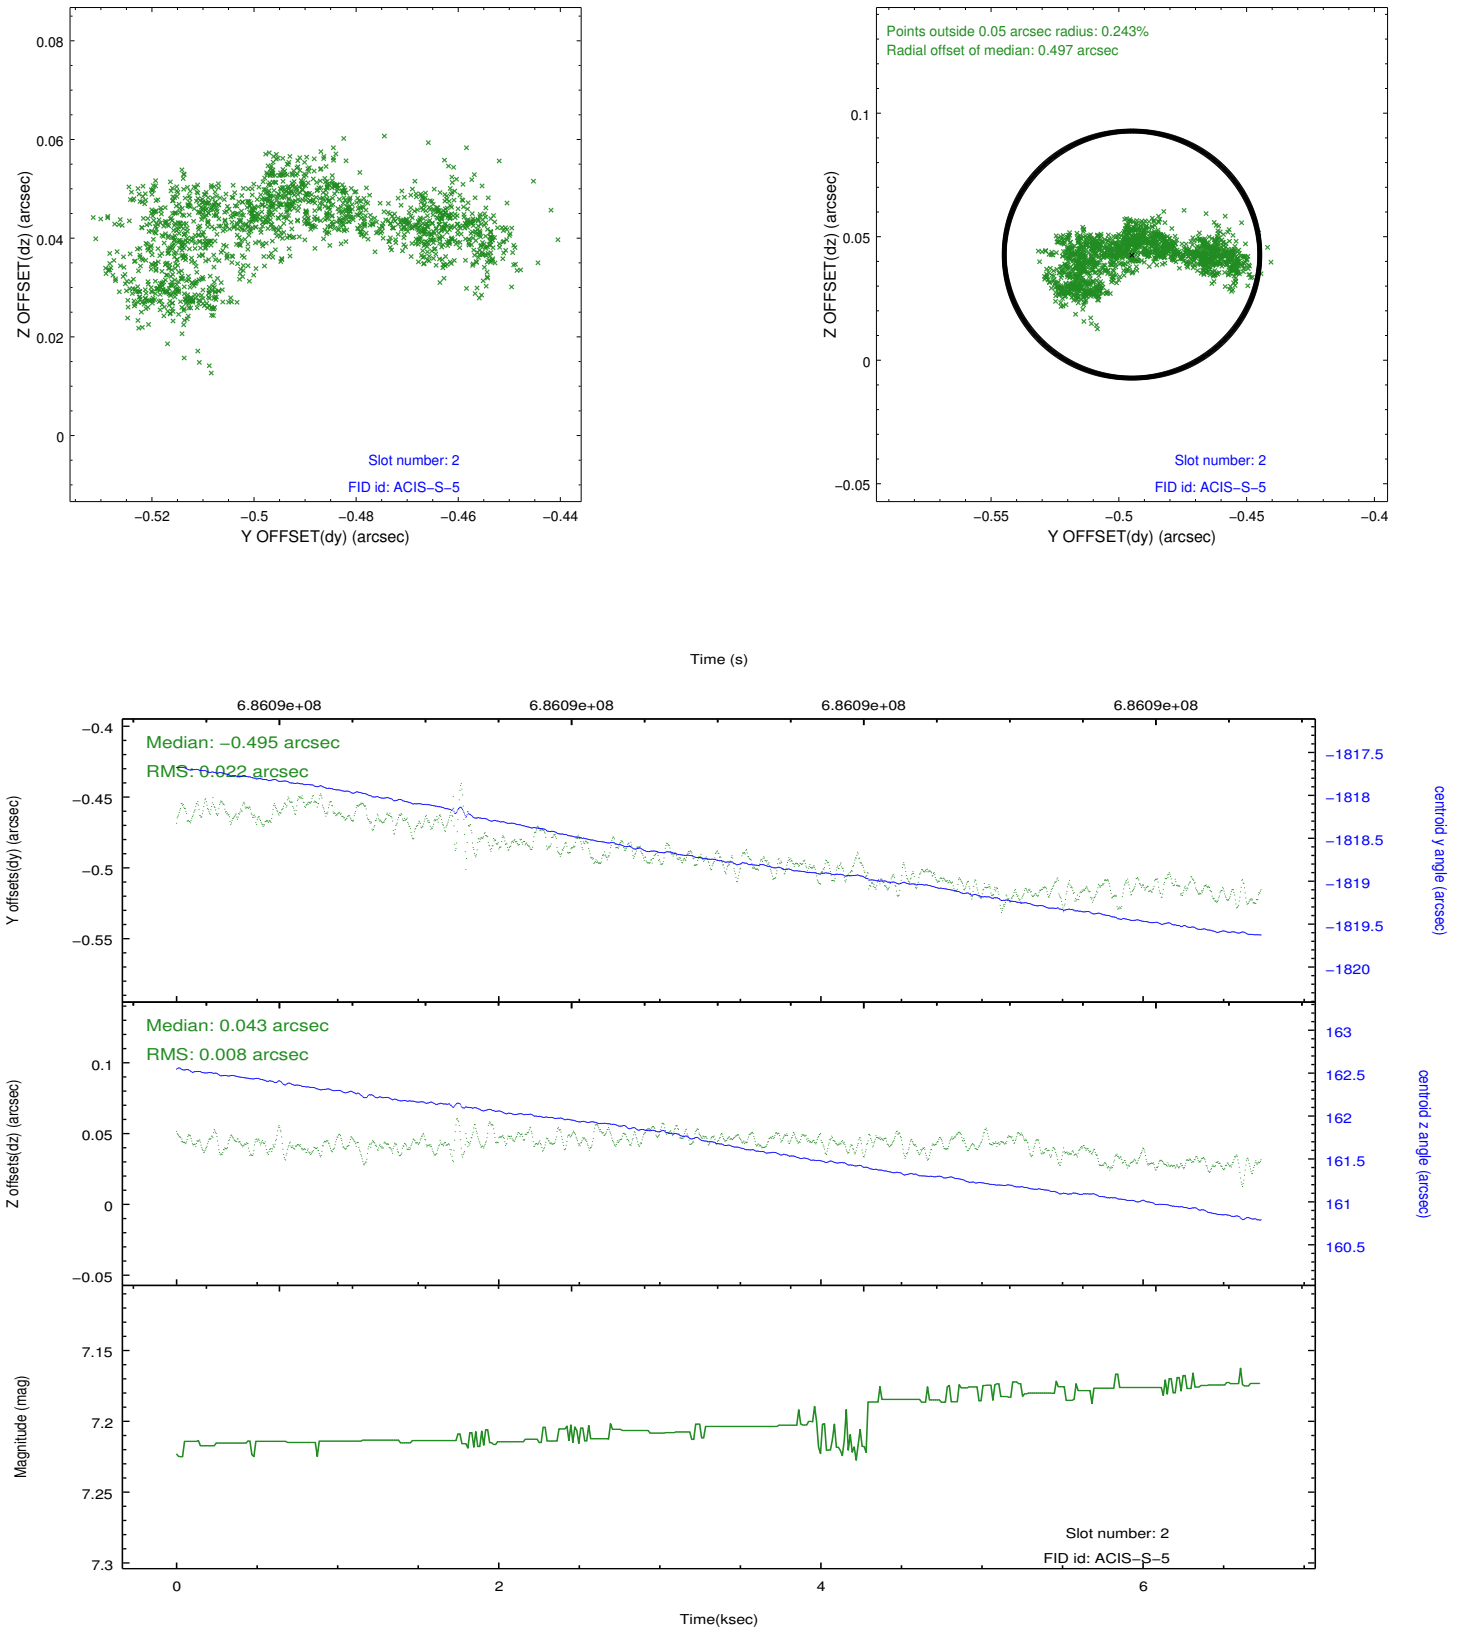 0.08
0.06
0.04
0.02
0
Z OFFSET(dz) (arcsec)
−0.52
−0.5
−0.48
−0.46
−0.44
Y OFFSET(dy) (arcsec)
Slot number: 2
FID id: ACIS−S−5
Points outside 0.05 arcsec radius: 0.243%
Radial offset of median: 0.497 arcsec
0.1
0.05
0
−0.05
Z OFFSET(dz) (arcsec)
−0.55
−0.5
−0.45
−0.4
Y OFFSET(dy) (arcsec)
Slot number: 2
FID id: ACIS−S−5
Time (s)
6.8609e+08
6.8609e+08
6.8609e+08
6.8609e+08
Median: −0.495 arcsec
RMS: 0.022 arcsec
−0.4
−0.45
−0.5
−0.55
Y offsets(dy) (arcsec)
−1817.5
−1818
−1818.5
−1819
−1819.5
−1820
centroid y angle (arcsec)
Median: 0.043 arcsec
RMS: 0.008 arcsec
0.1
0.05
0
−0.05
Z offsets(dz) (arcsec)
163
162.5
162
161.5
161
160.5
centroid z angle (arcsec)
7.15
7.2
7.25
7.3
Magnitude (mag)
Slot number: 2
FID id: ACIS−S−5
0
2
4
6
Time(ksec)